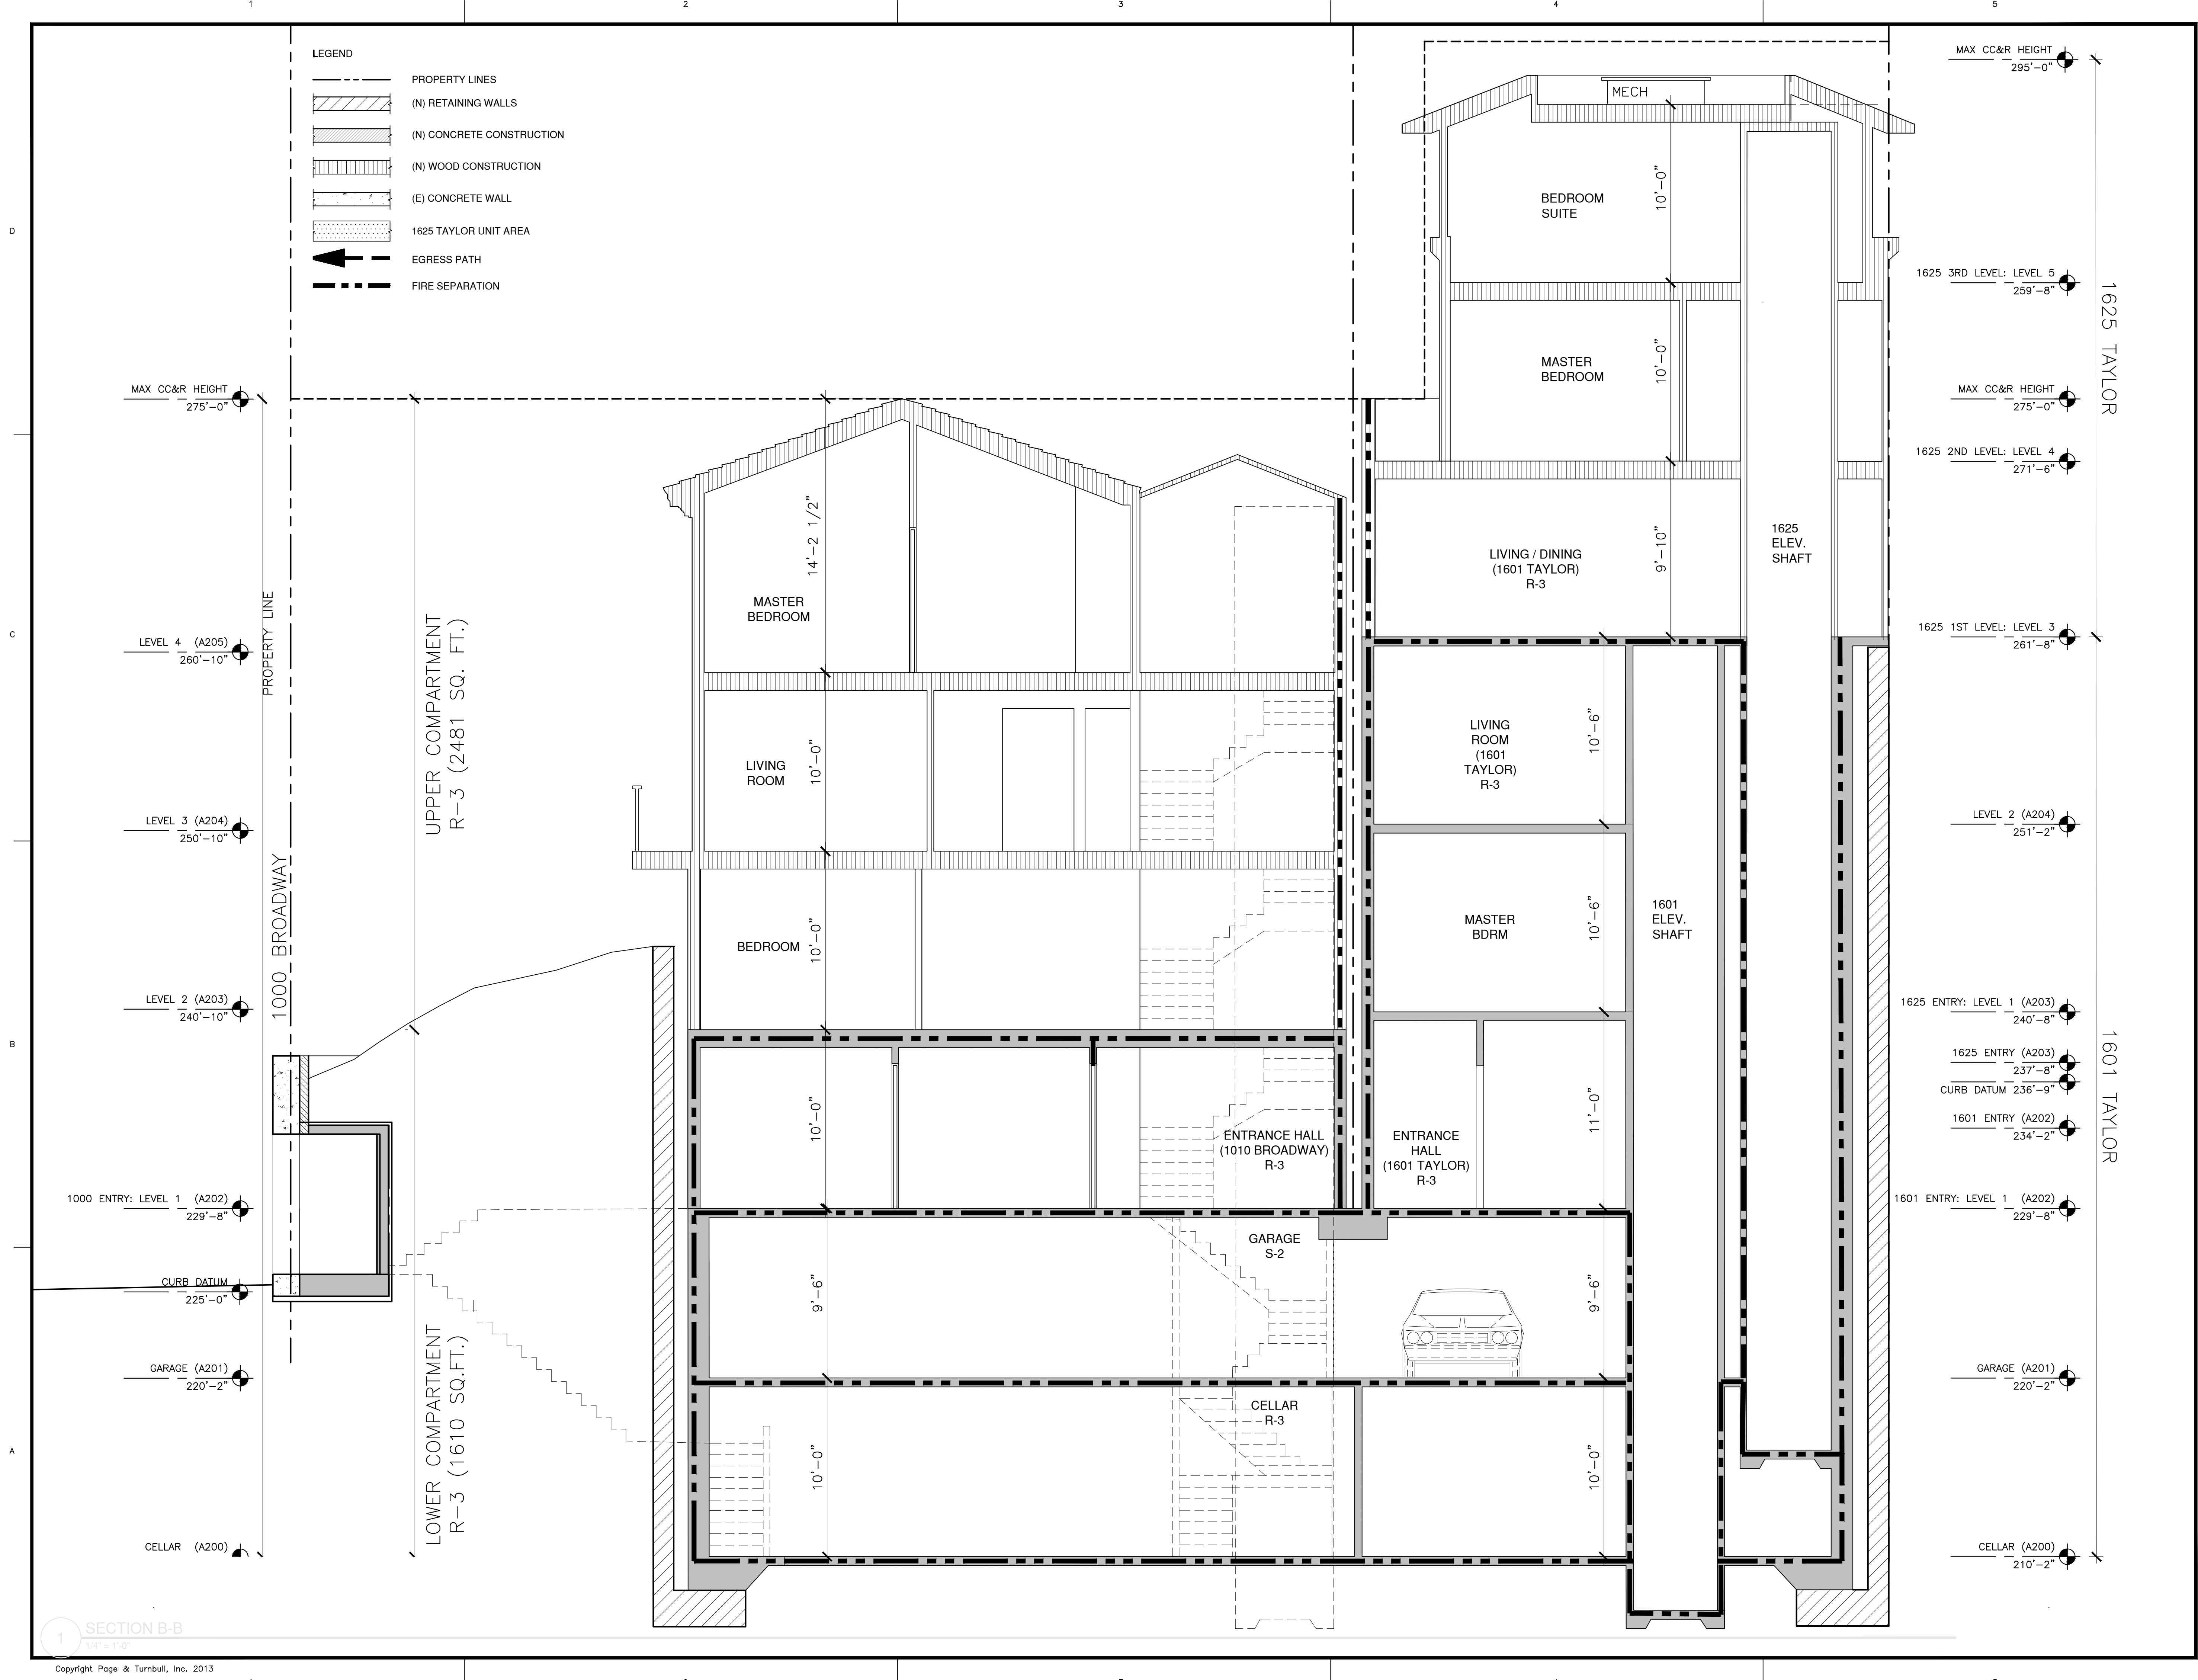 1
2
3
4
5
D
C
B
A
LEGEND
PROPERTY LINES
(N) RETAINING WALLS
(N) CONCRETE CONSTRUCTION
(N) WOOD CONSTRUCTION
(E) CONCRETE WALL
1625 TAYLOR UNIT AREA
EGRESS PATH
FIRE SEPARATION
MAX CC&R HEIGHT
275'-0"
LEVEL 4 (A205)
260'-10"
LEVEL 3 (A204)
250'-10"
LEVEL 2 (A203)
240'-10"
1000 ENTRY: LEVEL 1 (A202)
229'-8"
CURB DATUM
225'-0"
GARAGE (A201)
220'-2"
CELLAR (A200)
PROPERTY LINE
1000 BROADWAY
UPPER COMPARTMENT
R-3 (2481 SQ. FT.)
LOWER COMPARTMENT
R-3 (1610 SQ.FT.)
14'-2 1/2"
MASTER
BEDROOM
LIVING
ROOM
10'-0"
BEDROOM
10'-0"
10'-0"
ENTRANCE HALL
(1010 BROADWAY)
R-3
9'-6"
GARAGE
S-2
10'-0"
CELLAR
R-3
MECH
BEDROOM
SUITE
10'-0"
MASTER
BEDROOM
10'-0"
LIVING / DINING
(1601 TAYLOR)
R-3
9'-10"
1625
ELEV.
SHAFT
LIVING
ROOM
(1601
TAYLOR)
R-3
10'-6"
MASTER
BDRM
10'-6"
1601
ELEV.
SHAFT
ENTRANCE
HALL
(1601 TAYLOR)
R-3
11'-0"
9'-6"
10'-0"
MAX CC&R HEIGHT
295'-0"
1625 3RD LEVEL: LEVEL 5
259'-8"
MAX CC&R HEIGHT
275'-0"
1625 2ND LEVEL: LEVEL 4
271'-6"
1625 1ST LEVEL: LEVEL 3
261'-8"
LEVEL 2 (A204)
251'-2"
1625 ENTRY: LEVEL 1 (A203)
240'-8"
1625 ENTRY (A203)
237'-8"
CURB DATUM 236'-9"
1601 ENTRY (A202)
234'-2"
1601 ENTRY: LEVEL 1 (A202)
229'-8"
GARAGE (A201)
220'-2"
CELLAR (A200)
210'-2"
1625 TAYLOR
1601 TAYLOR
1
SECTION B-B
1/4" = 1'-0"
Copyright Page & Turnbull, Inc. 2013